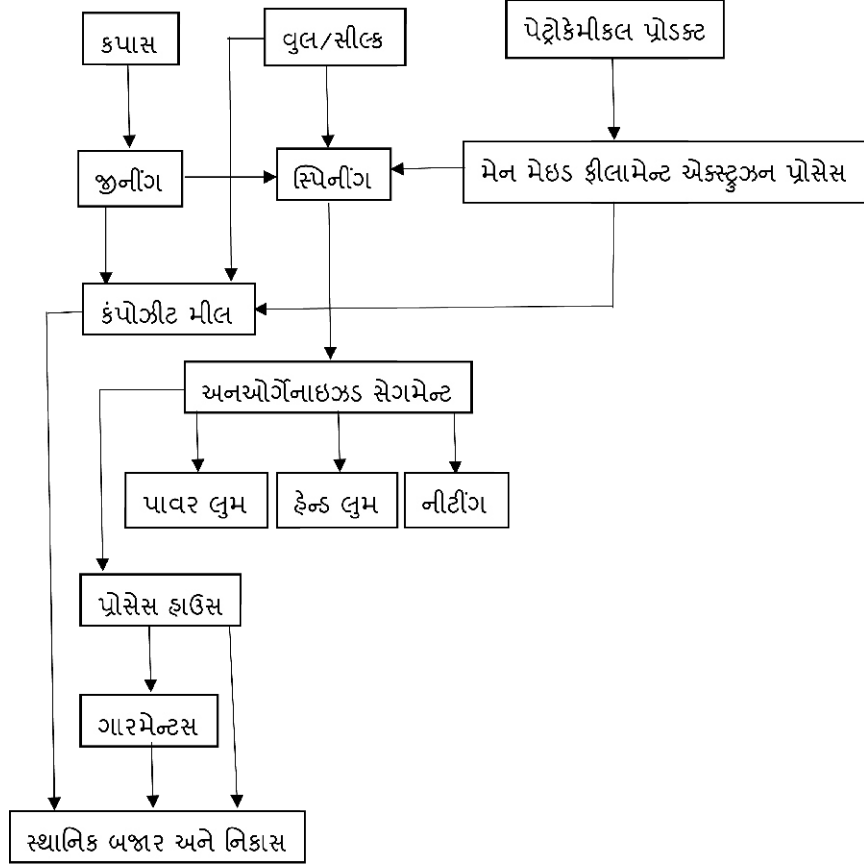 કપાસ
વુલ/સીલ્ક
પેટ્રોકેમીકલ પ્રોડક્ટ
જીનીંગ
સ્પિનીંગ
મેન મેઇડ ફીલામેન્ટ એક્સ્ટ્રુઝન પ્રોસેસ
કંપોઝીટ મીલ
અનઓર્ગેનાઇઝડ સેગમેન્ટ
પાવર લુમ
હેન્ડ લુમ
નીટીંગ
પ્રોસેસ હાઉસ
ગારમેન્ટસ
સ્થાનિક બજાર અને નિકાસ